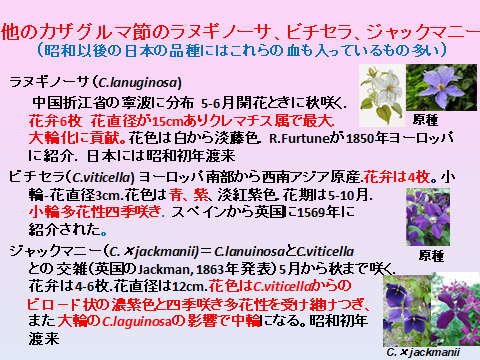 他のカザグルマ節のラヌギノーサ、ビチセラ、ジャックマニー
(昭和以後の日本の品種にはこれらの血も入っているもの多い)
ラヌギノーサ(C.lanuginosa)
中国折江省の寧波に分布 5-6月開花ときに秋咲く.
花弁6枚 花直径が15cmありクレマチス属で最大.
大輪化に貢献。花色は白から淡藤色. R.Furtuneが1850年ヨーロッパ
に紹介. 日本には昭和初年渡来
原種
ビチセラ(C.viticella) ヨーロッパ南部から西南アジア原産.花弁は4枚。小
輪-花直径3cm.花色は青、紫、淡紅紫色. 花期は5-10月.
小輪多花性四季咲き. スペインから英国に1569年に
紹介された。
原種
ジャックマニー(C.×jackmanii)=C.lanuinosaとC.viticella
との交雑(英国のJackman, 1863年発表) 5月から秋まで咲く.
花弁は4-6枚.花直径は12cm. 花色はC.viticellaからの
ビロード状の濃紫色と四季咲き多花性を受け継けつぎ、
また大輪のC.laguinosaの影響で中輪になる。昭和初年
渡来
C.×jackmanii